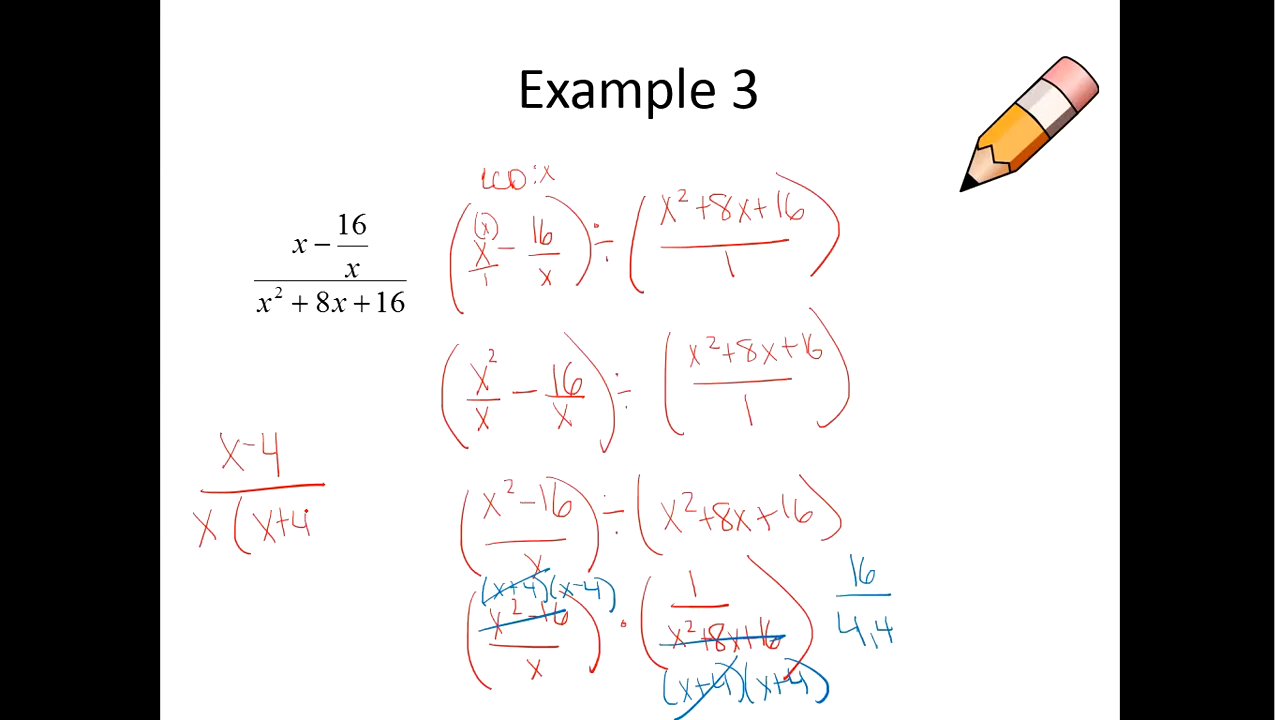 Example 3
x − 16/x
x² + 8x + 16
LCD: x
((x) x/1 − 16/x) ÷ (x²+8x+16 / 1)
(x²/x − 16/x) ÷ (x²+8x+16 / 1)
(x²−16 / x) ÷ (x²+8x+16)
(x+4)(x−4)
(x²−16 / x) · (1 / x²+8x+16)
(x+4)(x+4)
16
4,4
x−4
x(x+4